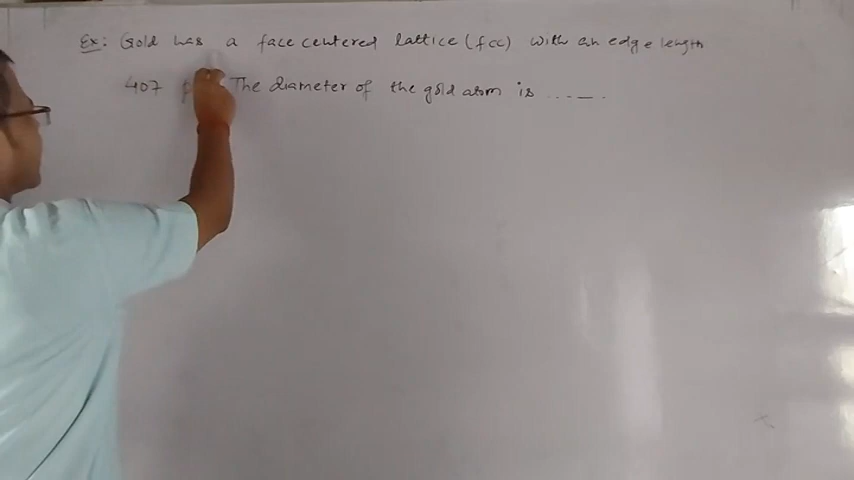 Ex: Gold has a face centered lattice (fcc) with an edge length
407 The diameter of the gold atom is ..... .